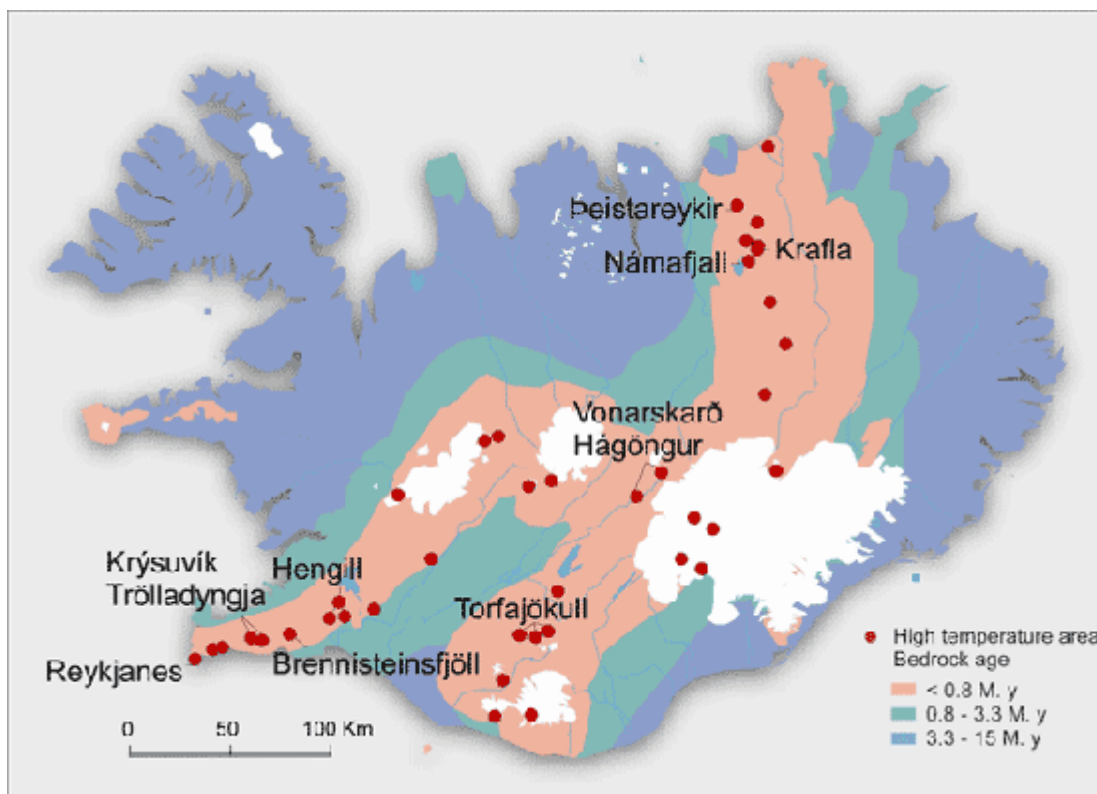 Þeistareykir
Námafjall
Krafla
Vonarskarð
Hágöngur
Krýsuvík
Trölladyngja
Hengill
Torfajökull
Reykjanes
Brennisteinsfjöll
High temperature area
Bedrock age
< 0.8 M. y
0.8 - 3.3 M. y
3.3 - 15 M. y
0 50 100 Km